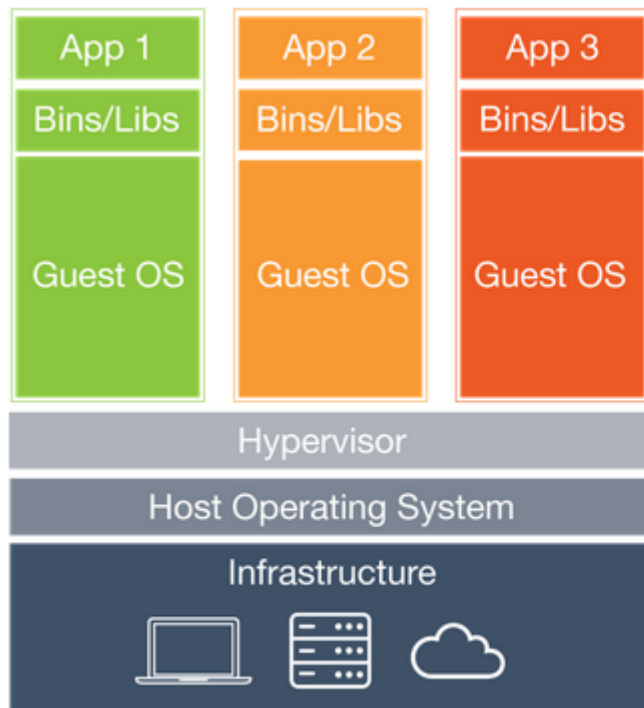 App 1
App 2
App 3
Bins/Libs
Bins/Libs
Bins/Libs
Guest OS
Guest OS
Guest OS
Hypervisor
Host Operating System
Infrastructure